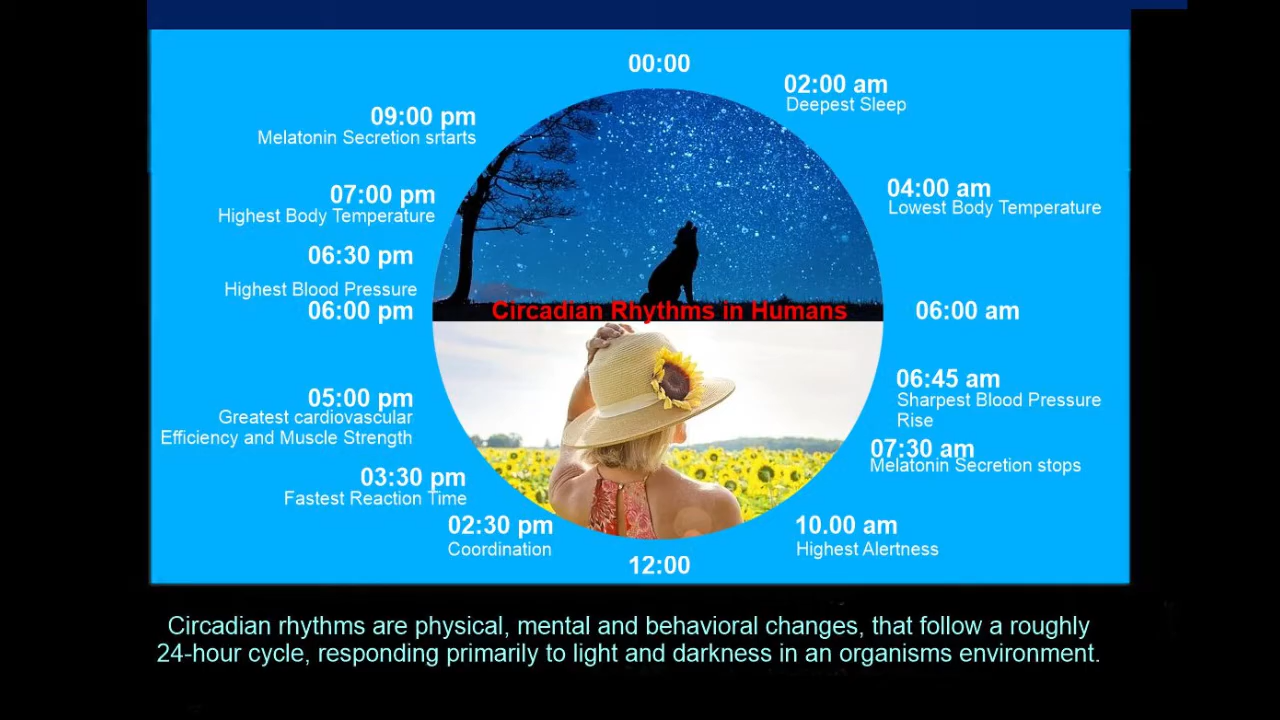 00:00
02:00 am
Deepest Sleep
04:00 am
Lowest Body Temperature
06:00 am
06:45 am
Sharpest Blood Pressure
Rise
07:30 am
Melatonin Secretion stops
10.00 am
Highest Alertness
12:00
02:30 pm
Coordination
03:30 pm
Fastest Reaction Time
05:00 pm
Greatest cardiovascular
Efficiency and Muscle Strength
06:00 pm
06:30 pm
Highest Blood Pressure
07:00 pm
Highest Body Temperature
09:00 pm
Melatonin Secretion srtarts
Circadian Rhythms in Humans
Circadian rhythms are physical, mental and behavioral changes, that follow a roughly
24-hour cycle, responding primarily to light and darkness in an organisms environment.